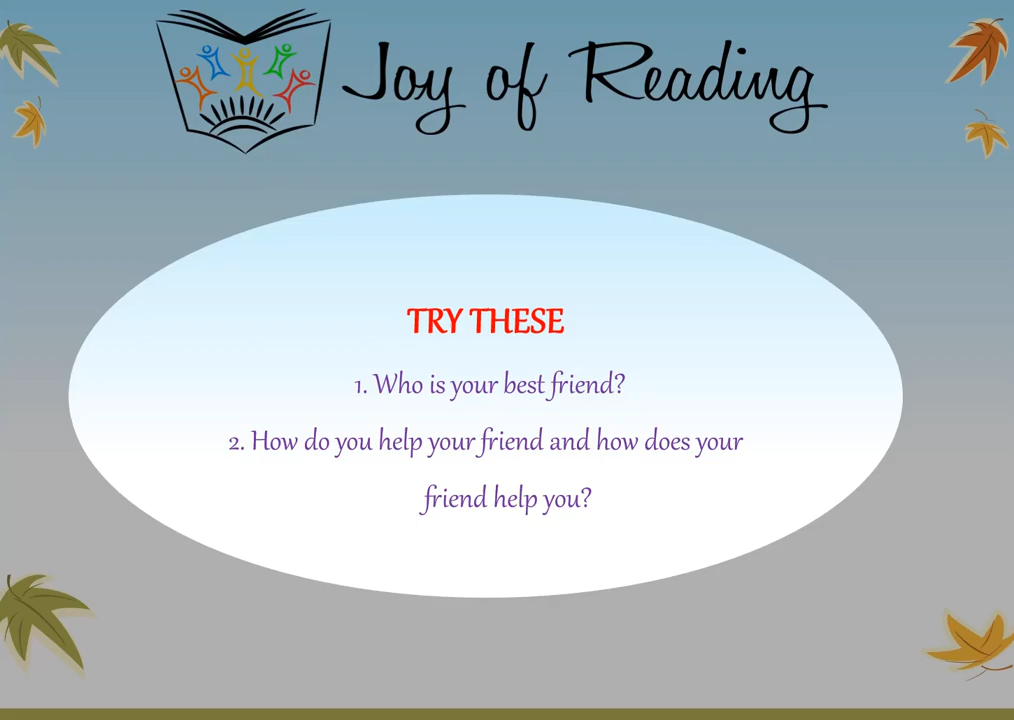 Joy of Reading
TRY THESE
1. Who is your best friend?
2. How do you help your friend and how does your
friend help you?